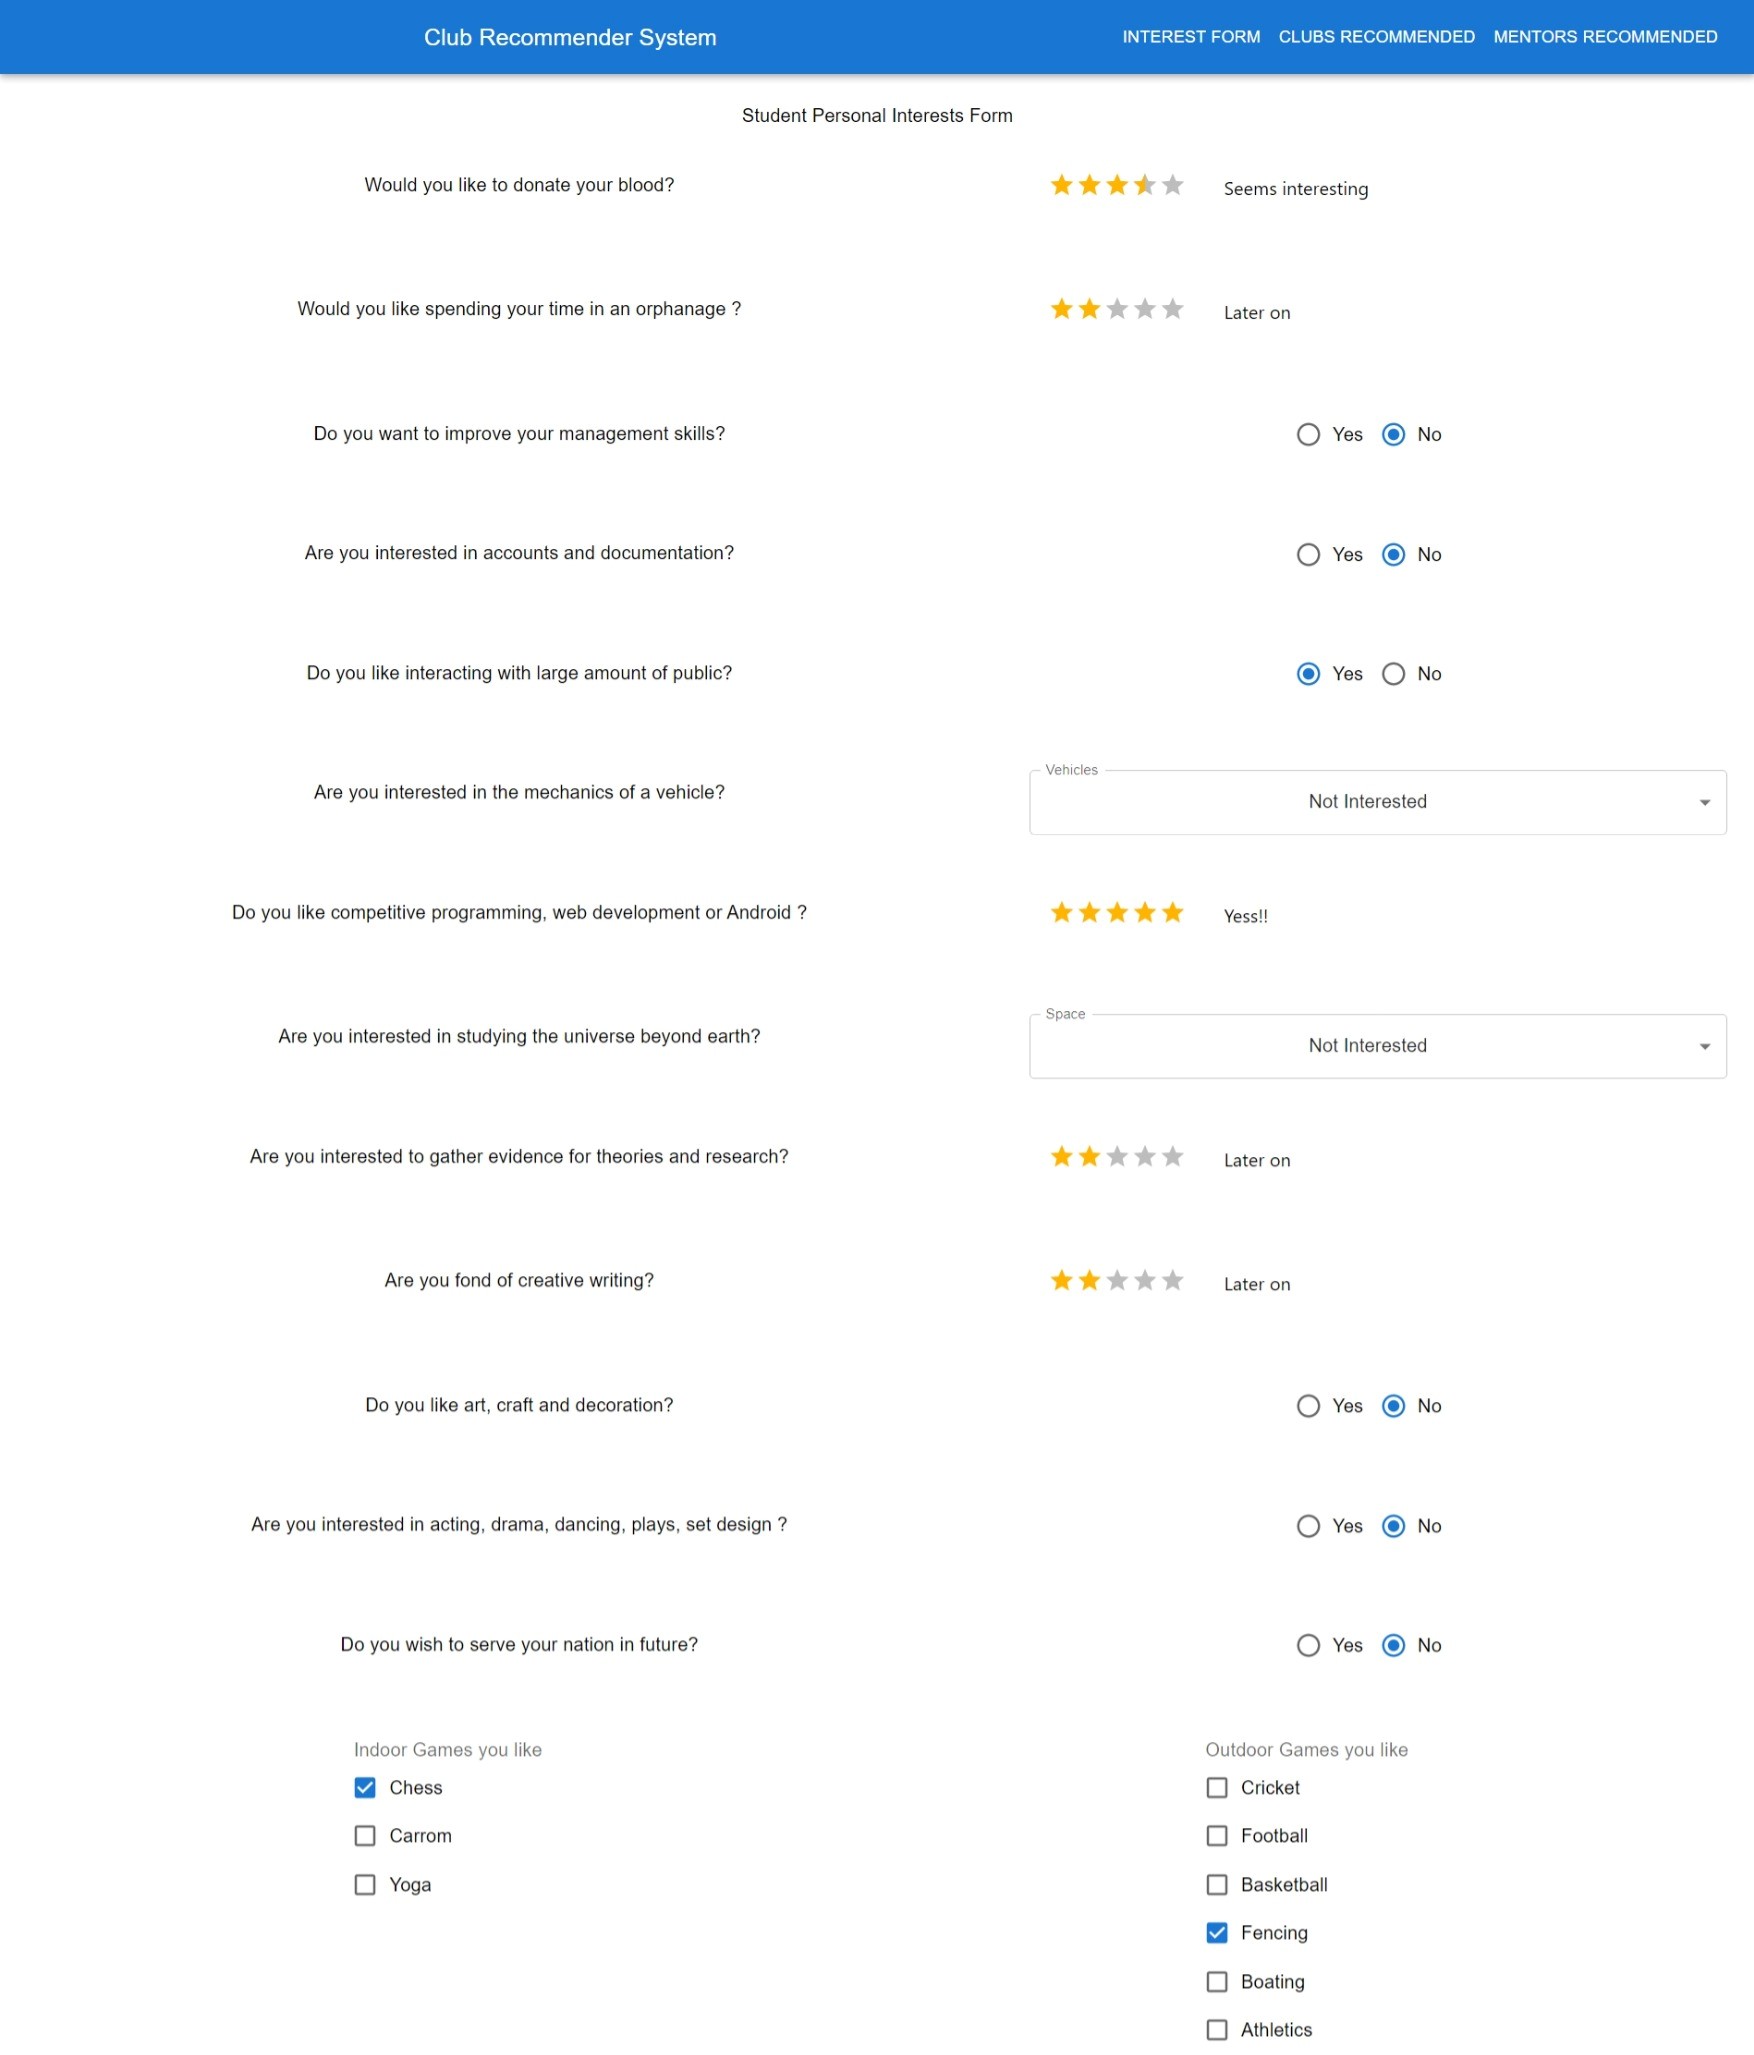 Club Recommender System
INTEREST FORM CLUBS RECOMMENDED MENTORS RECOMMENDED
Student Personal Interests Form
Would you like to donate your blood? Seems interesting
Would you like spending your time in an orphanage ? Later on
Do you want to improve your management skills? Yes No
Are you interested in accounts and documentation? Yes No
Do you like interacting with large amount of public? Yes No
Vehicles
Are you interested in the mechanics of a vehicle? Not Interested
Do you like competitive programming, web development or Android ? Yess!!
Space
Are you interested in studying the universe beyond earth? Not Interested
Are you interested to gather evidence for theories and research? Later on
Are you fond of creative writing? Later on
Do you like art, craft and decoration? Yes No
Are you interested in acting, drama, dancing, plays, set design ? Yes No
Do you wish to serve your nation in future? Yes No
Indoor Games you like
Chess
Carrom
Yoga
Outdoor Games you like
Cricket
Football
Basketball
Fencing
Boating
Athletics